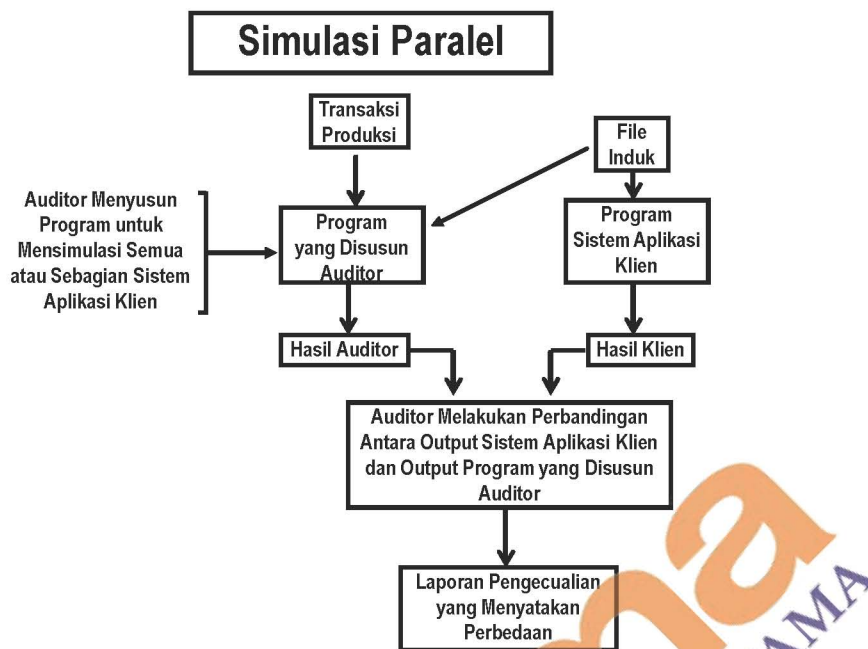 Simulasi Paralel
Transaksi
Produksi
File
Induk
Auditor Menyusun
Program untuk
Mensimulasi Semua
atau Sebagian Sistem
Aplikasi Klien
Program
yang Disusun
Auditor
Program
Sistem Aplikasi
Klien
Hasil Auditor
Hasil Klien
Auditor Melakukan Perbandingan
Antara Output Sistem Aplikasi Klien
dan Output Program yang Disusun
Auditor
Laporan Pengecualian
yang Menyatakan
Perbedaan